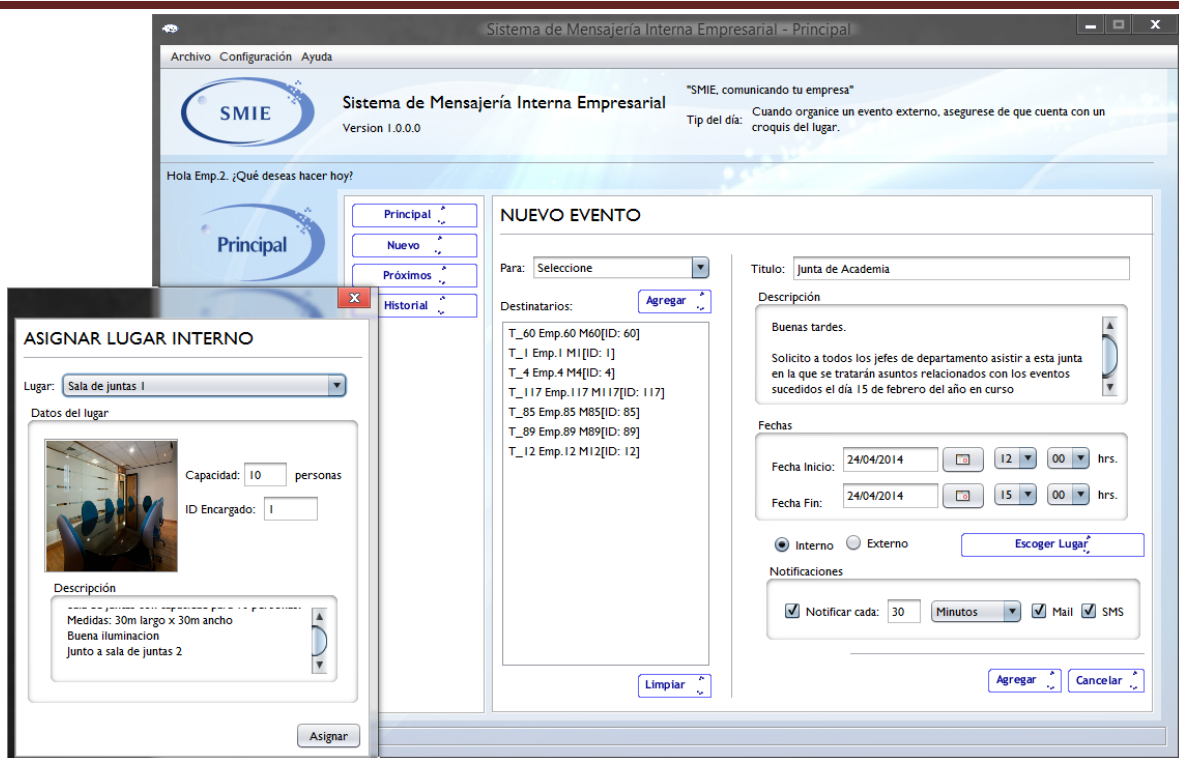 Sistema de Mensajería Interna Empresarial - Principal
Archivo Configuración Ayuda
SMIE
Sistema de Mensajería Interna Empresarial
Version 1.0.0.0
"SMIE, comunicando tu empresa"
Tip del día: Cuando organice un evento externo, asegurese de que cuenta con un
croquis del lugar.
Hola Emp.2. ¿Qué deseas hacer hoy?
Principal
Principal
Nuevo
Próximos
Historial
NUEVO EVENTO
Para: Seleccione
Destinatarios: Agregar
T_60 Emp.60 M60[ID: 60]
T_1 Emp.1 M1[ID: 1]
T_4 Emp.4 M4[ID: 4]
T_117 Emp.117 M117[ID: 117]
T_85 Emp.85 M85[ID: 85]
T_89 Emp.89 M89[ID: 89]
T_12 Emp.12 M12[ID: 12]
Limpiar
Titulo: Junta de Academia
Descripción
Buenas tardes.
Solicito a todos los jefes de departamento asistir a esta junta
en la que se tratarán asuntos relacionados con los eventos
sucedidos el día 15 de febrero del año en curso
Fechas
Fecha Inicio: 24/04/2014 12 00 hrs.
Fecha Fin: 24/04/2014 15 00 hrs.
Interno Externo Escoger Lugar
Notificaciones
Notificar cada: 30 Minutos Mail SMS
Agregar Cancelar
X
ASIGNAR LUGAR INTERNO
Lugar: Sala de juntas 1
Datos del lugar
Capacidad: 10 personas
ID Encargado: 1
Descripción
Medidas: 30m largo x 30m ancho
Buena iluminacion
Junto a sala de juntas 2
Asignar